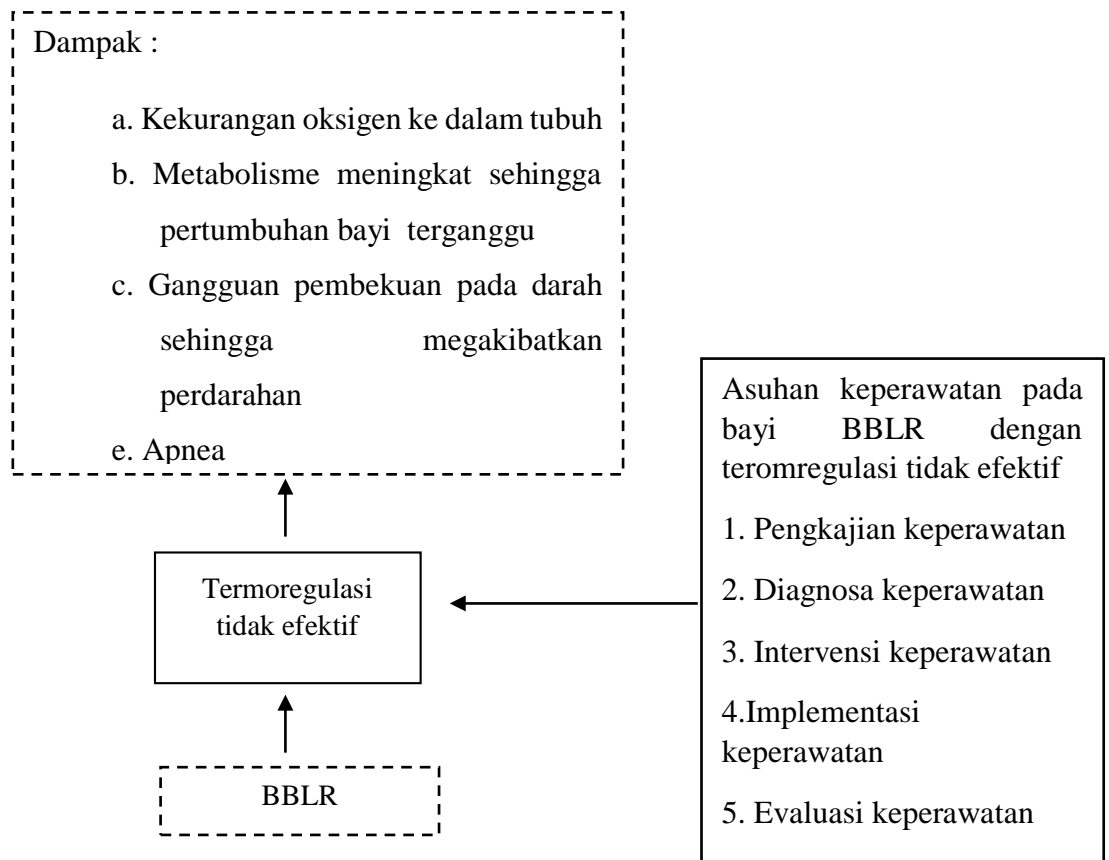 Dampak :
a. Kekurangan oksigen ke dalam tubuh
b. Metabolisme meningkat sehingga
pertumbuhan bayi terganggu
c. Gangguan pembekuan pada darah
sehingga megakibatkan
perdarahan
e. Apnea
Termoregulasi
tidak efektif
BBLR
Asuhan keperawatan pada
bayi BBLR dengan
teromregulasi tidak efektif
1. Pengkajian keperawatan
2. Diagnosa keperawatan
3. Intervensi keperawatan
4.Implementasi
keperawatan
5. Evaluasi keperawatan